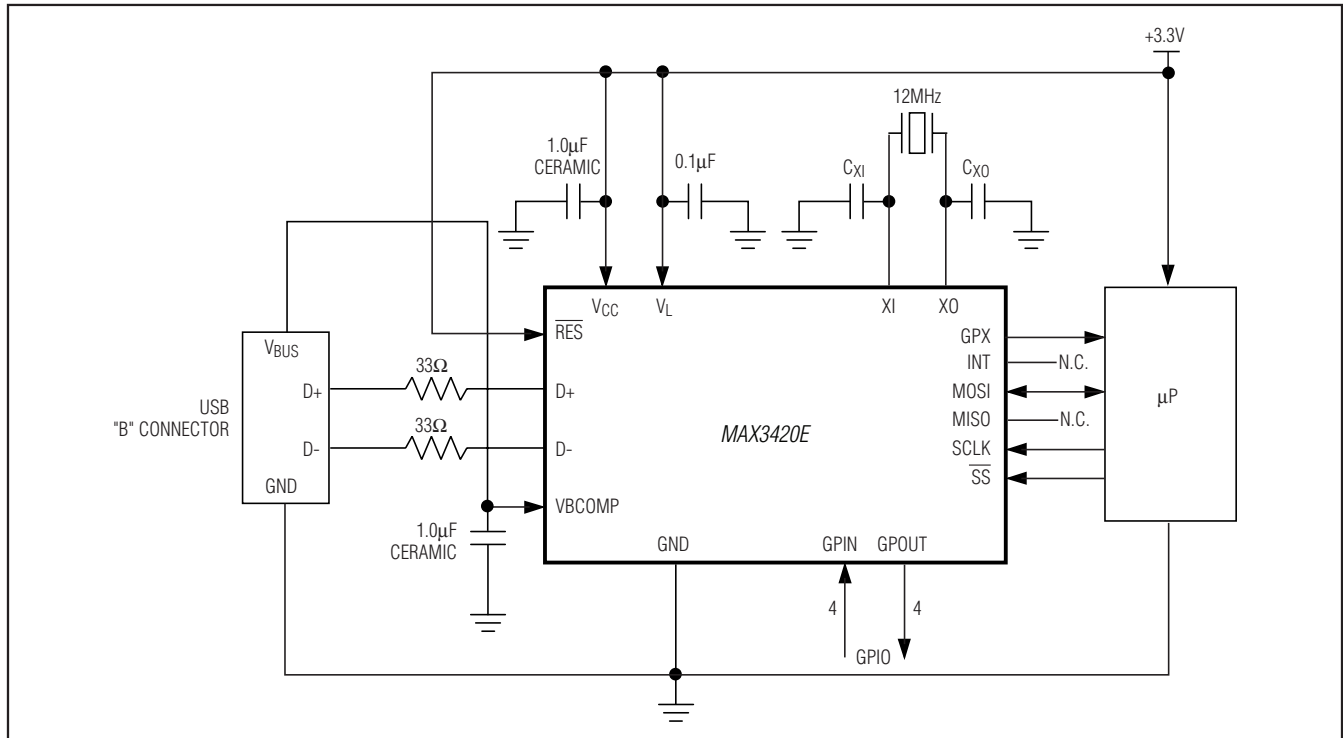 +3.3V
12MHz
1.0μF
CERAMIC
0.1μF
CXI
CXO
VCC
VL
XI
XO
RES
GPX
VBUS
INT
N.C.
33Ω
D+
D+
MOSI
μP
USB
"B" CONNECTOR
MAX3420E
MISO
N.C.
33Ω
D-
D-
SCLK
SS
GND
VBCOMP
1.0μF
CERAMIC
GND
GPIN
GPOUT
4
4
GPIO